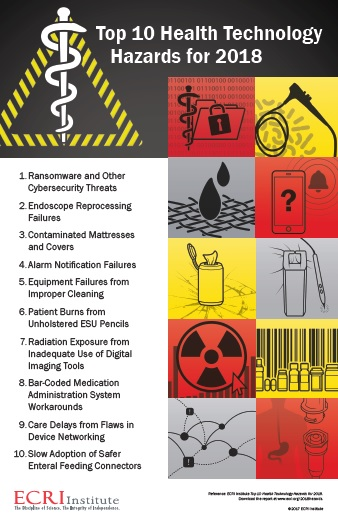 Top 10 Health Technology
Hazards for 2018
1. Ransomware and Other
Cybersecurity Threats
2. Endoscope Reprocessing
Failures
3. Contaminated Mattresses
and Covers
4. Alarm Notification Failures
5. Equipment Failures from
Improper Cleaning
6. Patient Burns from
Unholstered ESU Pencils
7. Radiation Exposure from
Inadequate Use of Digital
Imaging Tools
8. Bar-Coded Medication
Administration System
Workarounds
9. Care Delays from Flaws in
Device Networking
10. Slow Adoption of Safer
Enteral Feeding Connectors
?
ECRI Institute
The Discipline of Science. The Integrity of Independence.
Reference: ECRI Institute Top 10 Health Technology Hazards for 2018.
Download the report at www.ecri.org/2018hazards.
©2017 ECRI Institute